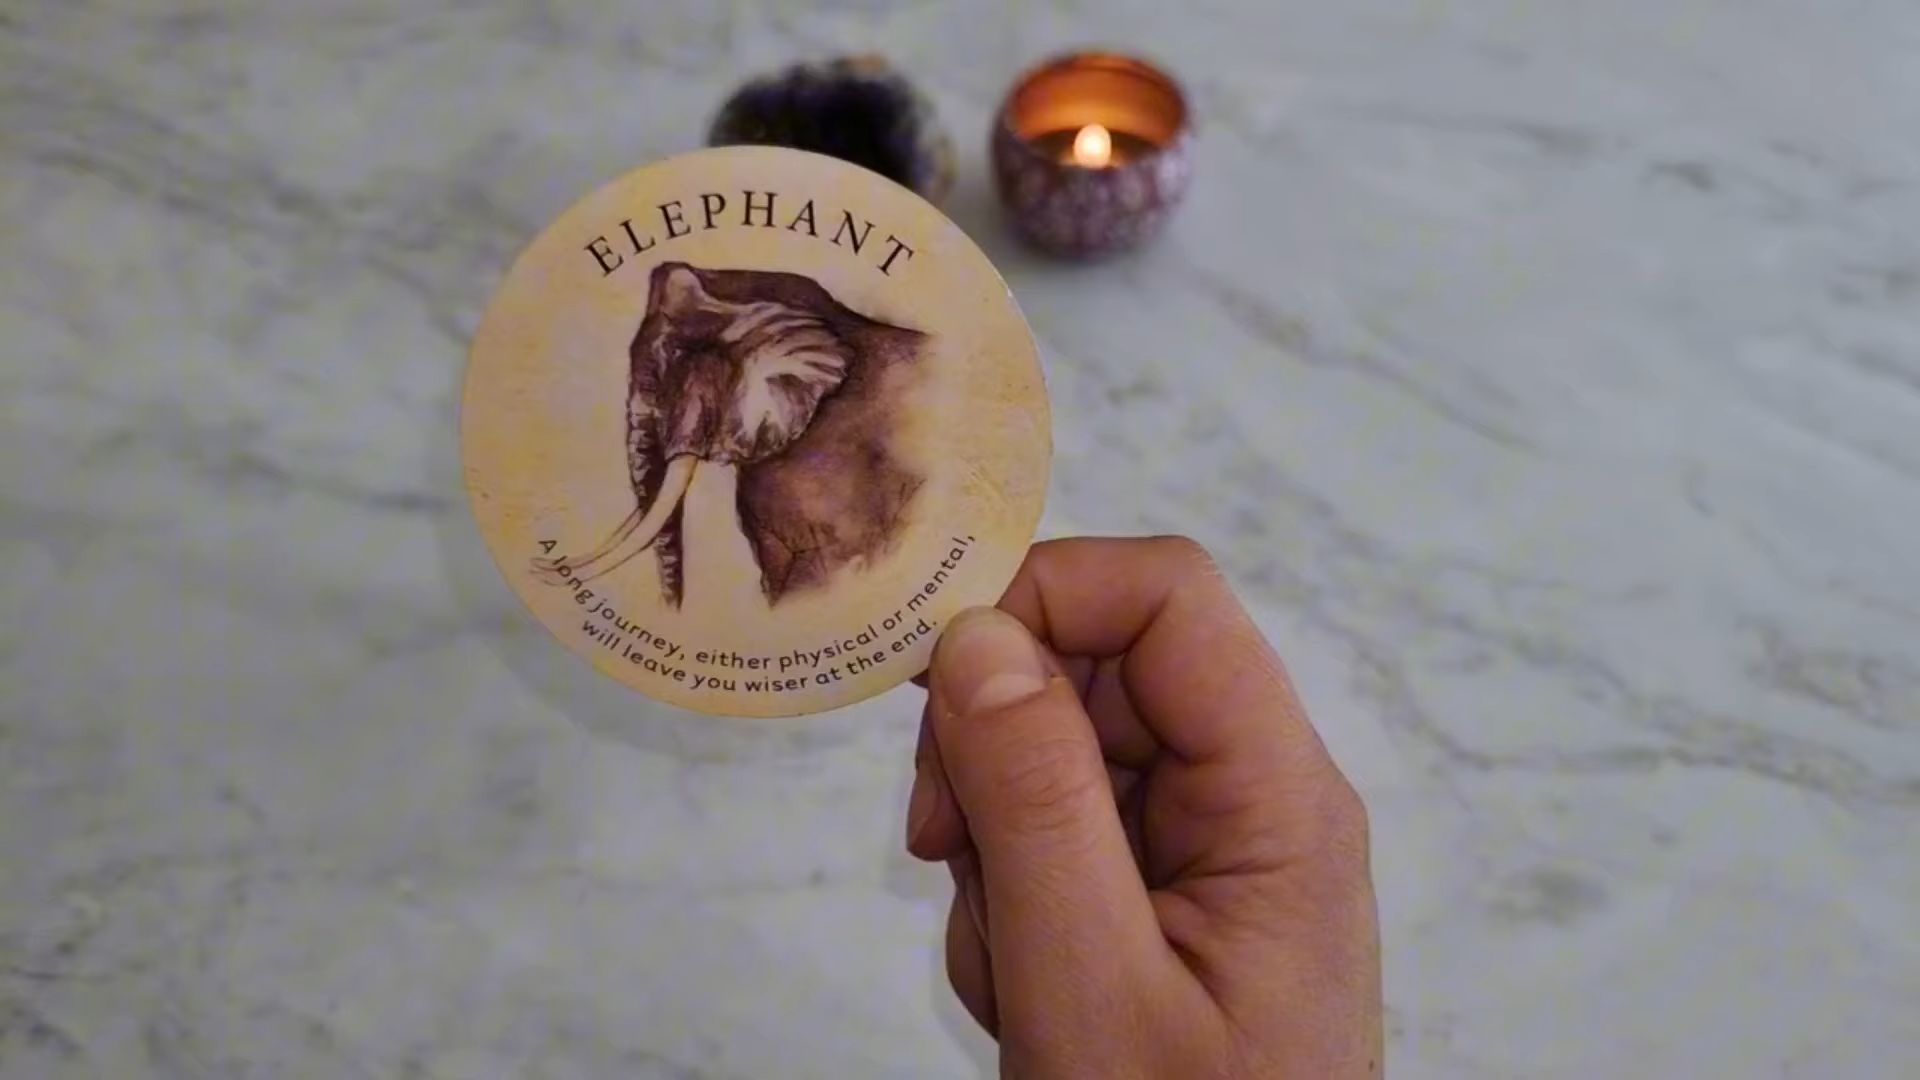 ELEPHANT
A long journey, either physical or mental,
will leave you wiser at the end.